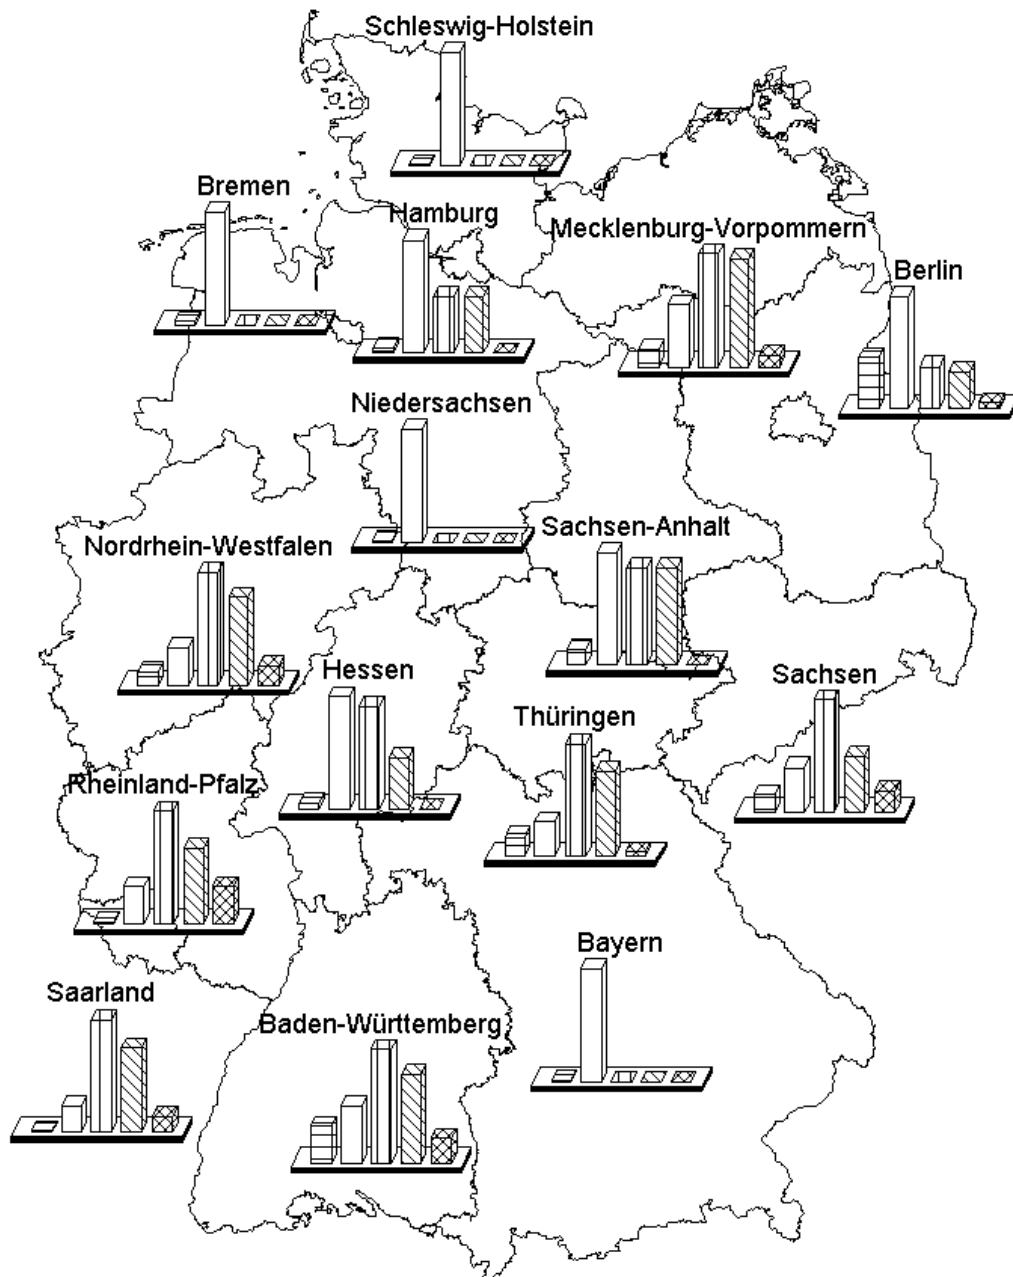 Schleswig-Holstein
Bremen
Hamburg
Mecklenburg-Vorpommern
Berlin
Niedersachsen
Sachsen-Anhalt
Nordrhein-Westfalen
Hessen
Sachsen
Thüringen
Rheinland-Pfalz
Bayern
Saarland
Baden-Württemberg